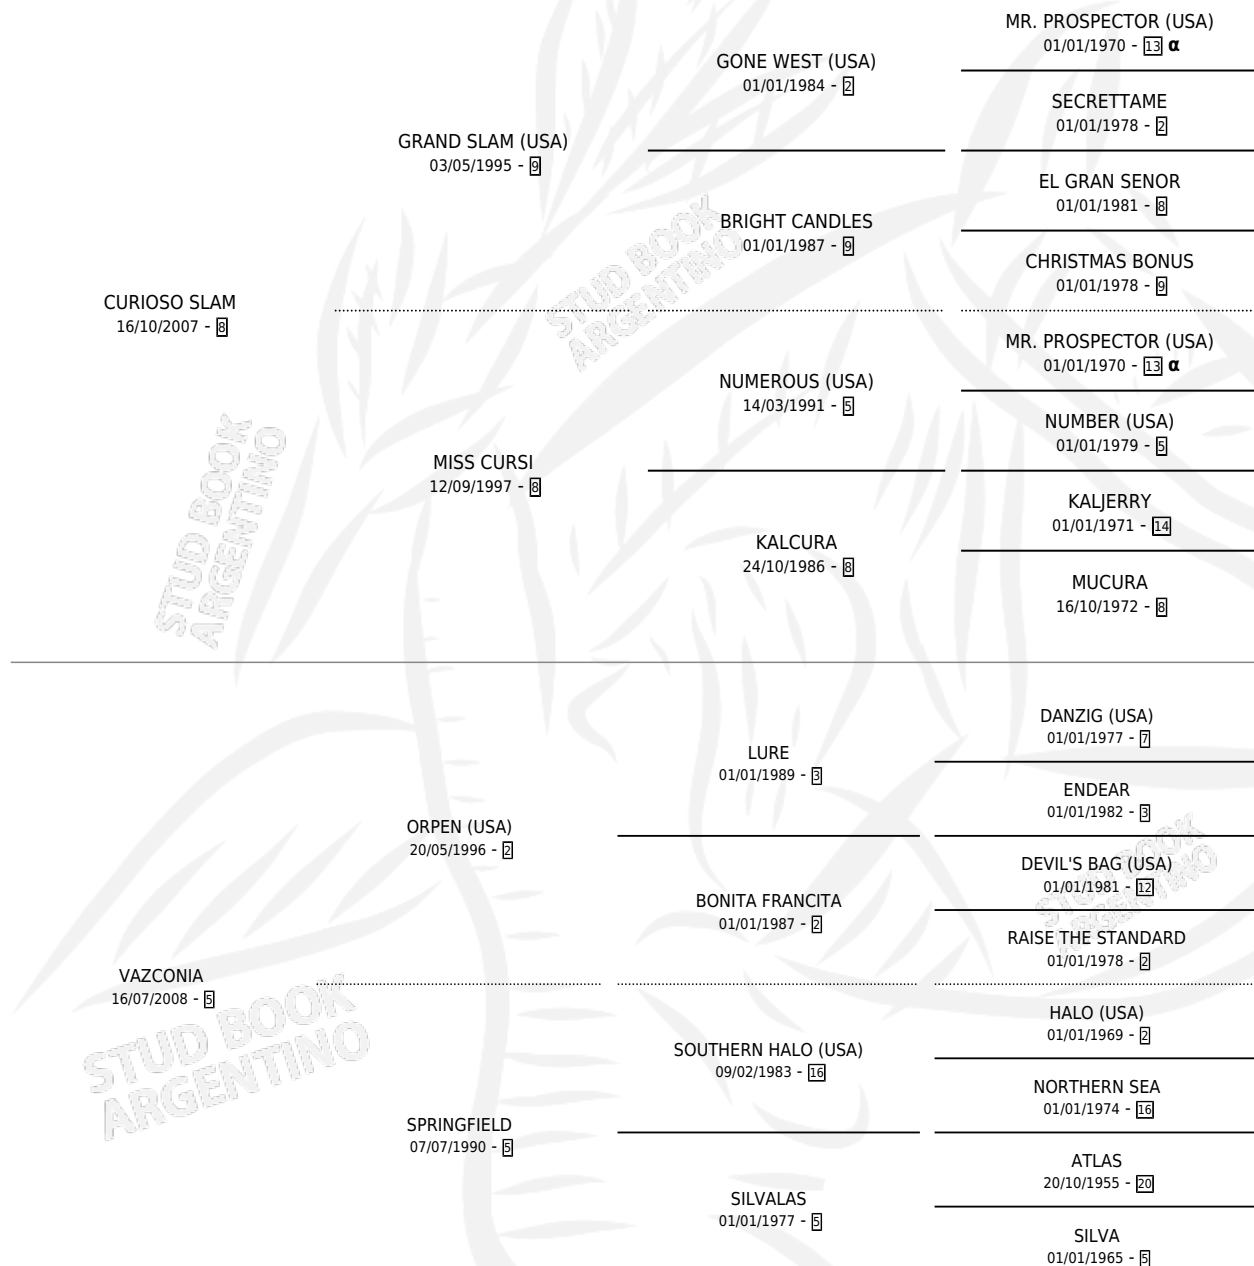 MR. PROSPECTOR (USA)
01/01/1970 - 13 α
GONE WEST (USA)
01/01/1984 - 2
SECRETTAME
01/01/1978 - 2
GRAND SLAM (USA)
03/05/1995 - 9
EL GRAN SENOR
01/01/1981 - 8
BRIGHT CANDLES
01/01/1987 - 9
CHRISTMAS BONUS
01/01/1978 - 9
CURIOSO SLAM
16/10/2007 - 8
MR. PROSPECTOR (USA)
01/01/1970 - 13 α
NUMEROUS (USA)
14/03/1991 - 5
NUMBER (USA)
01/01/1979 - 5
MISS CURSI
12/09/1997 - 8
KALJERRY
01/01/1971 - 14
KALCURA
24/10/1986 - 8
MUCURA
16/10/1972 - 8
DANZIG (USA)
01/01/1977 - 7
LURE
01/01/1989 - 3
ENDEAR
01/01/1982 - 3
ORPEN (USA)
20/05/1996 - 2
DEVIL'S BAG (USA)
01/01/1981 - 12
BONITA FRANCITA
01/01/1987 - 2
RAISE THE STANDARD
01/01/1978 - 2
VAZCONIA
16/07/2008 - 5
HALO (USA)
01/01/1969 - 2
SOUTHERN HALO (USA)
09/02/1983 - 16
NORTHERN SEA
01/01/1974 - 16
SPRINGFIELD
07/07/1990 - 5
ATLAS
20/10/1955 - 20
SILVALAS
01/01/1977 - 5
SILVA
01/01/1965 - 5
STUD BOOK
ARGENTINO
STUD BOOK
ARGENTINO
STUD BOOK
ARGENTINO
STUD BOOK
ARGENTINO